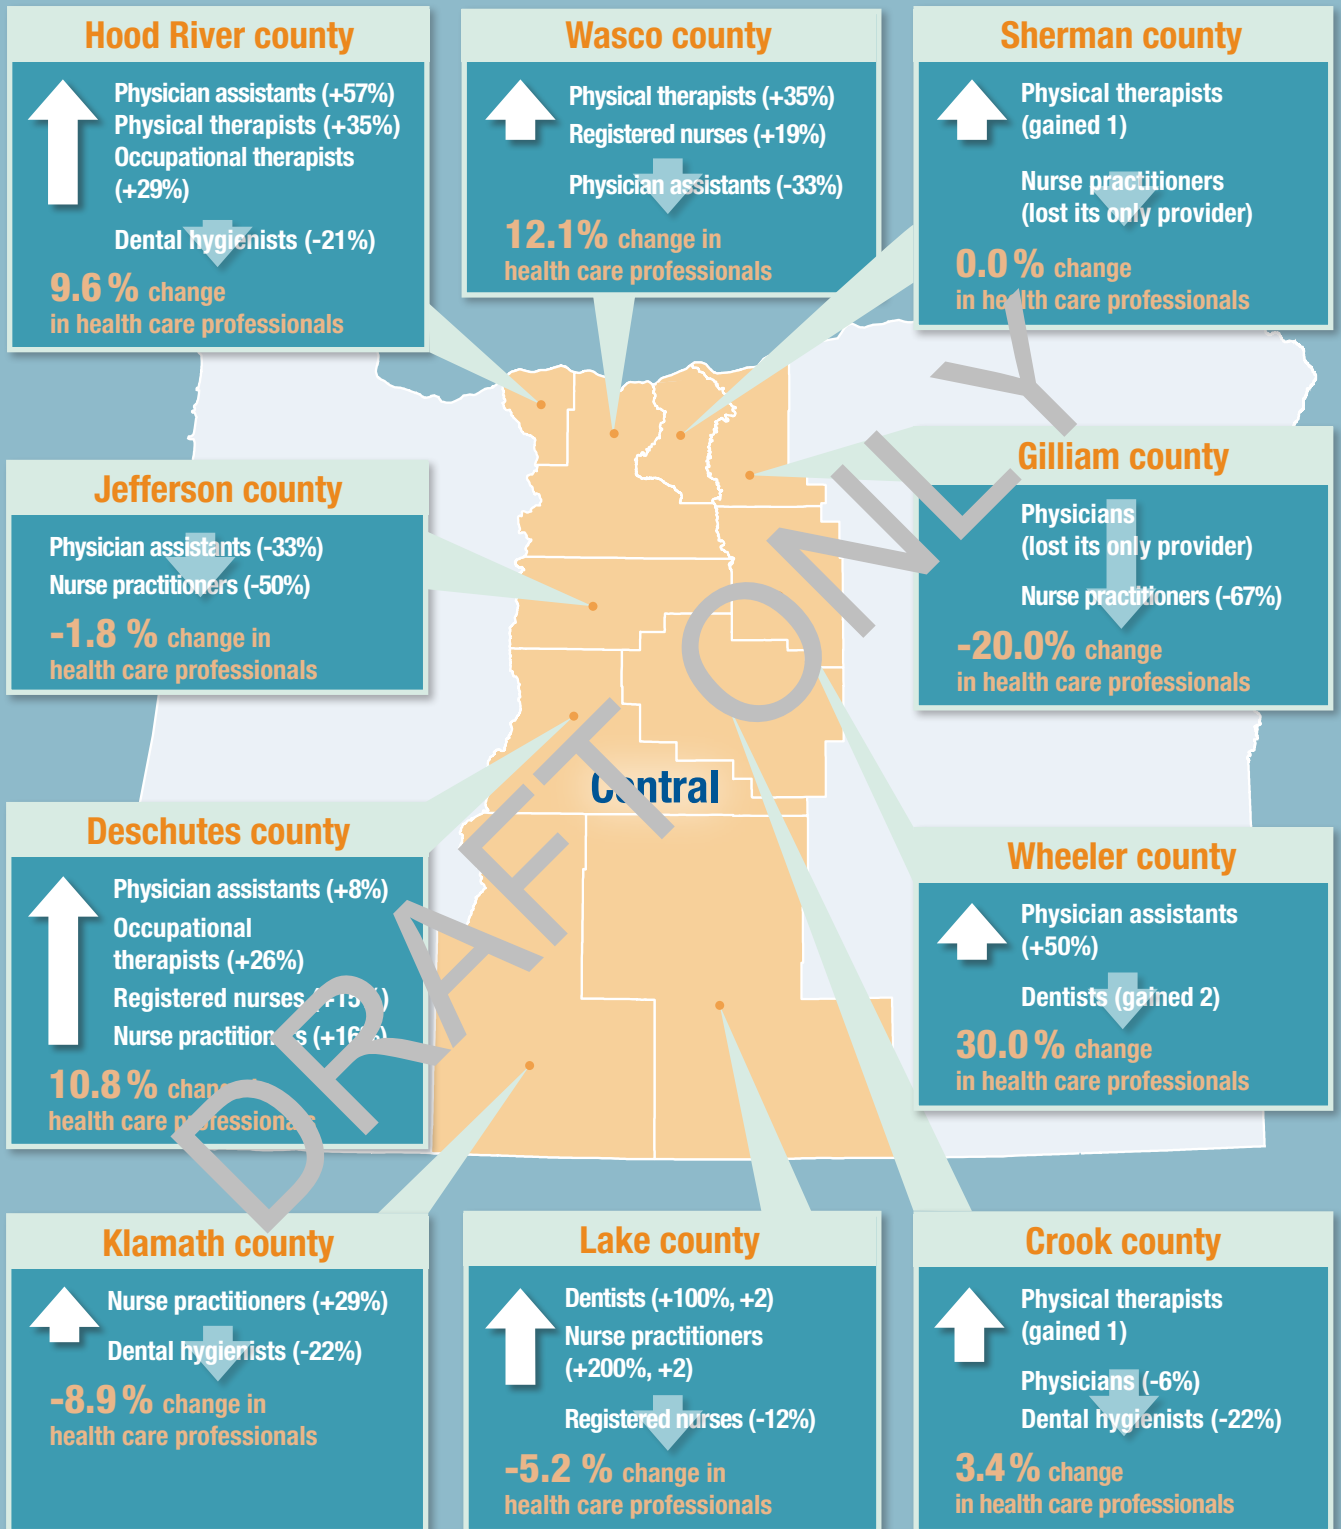 Hood River county
Physician assistants (+57%)
Physical therapists (+35%)
Occupational therapists
(+29%)
Dental hygienists (-21%)
9.6 % change
in health care professionals
Wasco county
Physical therapists (+35%)
Registered nurses (+19%)
Physician assistants (-33%)
12.1% change in
health care professionals
Sherman county
Physical therapists
(gained 1)
Nurse practitioners
(lost its only provider)
0.0 % change
in health care professionals
Jefferson county
Physician assistants (-33%)
Nurse practitioners (-50%)
-1.8 % change in
health care professionals
Gilliam county
Physicians
(lost its only provider)
Nurse practitioners (-67%)
-20.0% change
in health care professionals
Central
Deschutes county
Physician assistants (+8%)
Occupational
therapists (+26%)
Registered nurses (+15%)
Nurse practitioners (+16%)
10.8 % change in
health care professionals
Wheeler county
Physician assistants
(+50%)
Dentists (gained 2)
30.0 % change
in health care professionals
Klamath county
Nurse practitioners (+29%)
Dental hygienists (-22%)
-8.9 % change in
health care professionals
Lake county
Dentists (+100%, +2)
Nurse practitioners
(+200%, +2)
Registered nurses (-12%)
-5.2 % change in
health care professionals
Crook county
Physical therapists
(gained 1)
Physicians (-6%)
Dental hygienists (-22%)
3.4 % change
in health care professionals
DRAFT ONLY